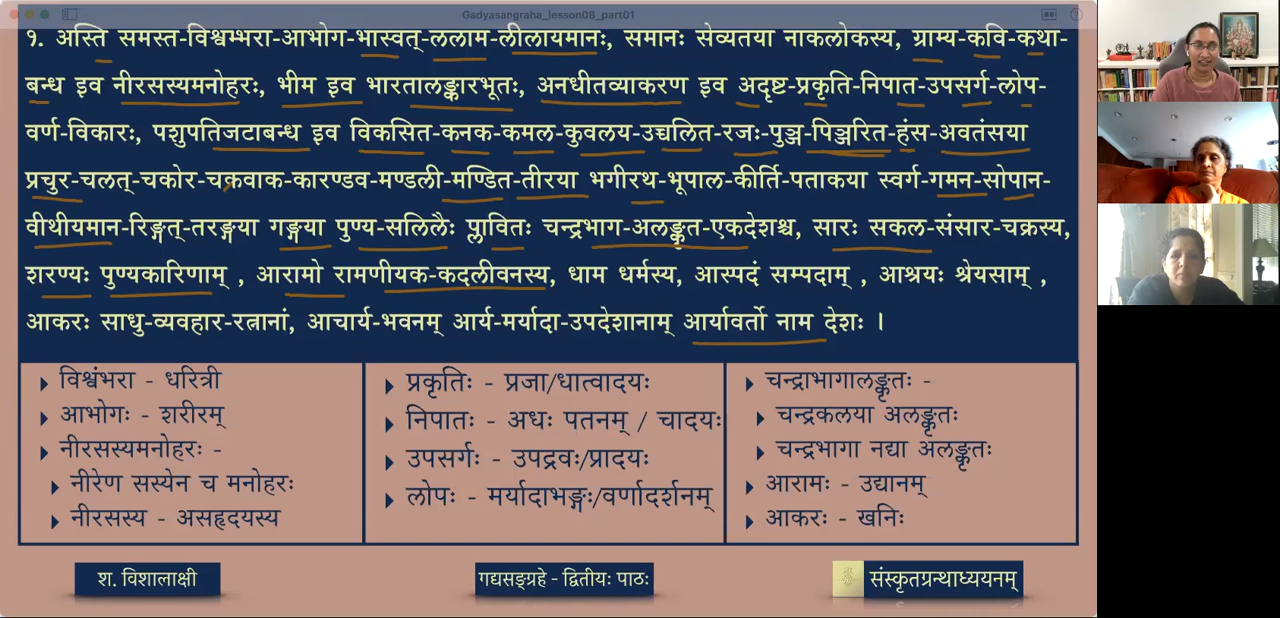 Gadyasangraha_lesson08_part01
१. अस्ति समस्त-विश्वम्भरा-आभोग-भास्वत्-ललाम-लीलायमानः, समानः सेव्यतया नाकलोकस्य, ग्राम्य-कवि-कथा-
बन्ध इव नीरसस्यमनोहरः, भीम इव भारतालङ्कारभूतः, अनधीतव्याकरण इव अदृष्ट-प्रकृति-निपात-उपसर्ग-लोप-
वर्ण-विकारः, पशुपतिजटाबन्ध इव विकसित-कनक-कमल-कुवलय-उच्चलित-रजः-पुञ्ज-पिञ्जरित-हंस-अवतंसया
प्रचुर-चलत्-चकोर-चक्रवाक-कारण्डव-मण्डली-मण्डित-तीरया भगीरथ-भूपाल-कीर्ति-पताकया स्वर्ग-गमन-सोपान-
वीथीयमान-रिङ्गत्-तरङ्गया गङ्गया पुण्य-सलिलैः प्लावितः चन्द्रभाग-अलङ्कृत-एकदेशश्च, सारः सकल-संसार-चक्रस्य,
शरण्यः पुण्यकारिणाम् , आरामो रामणीयक-कदलीवनस्य, धाम धर्मस्य, आस्पदं सम्पदाम् , आश्रयः श्रेयसाम् ,
आकरः साधु-व्यवहार-रत्नानां, आचार्य-भवनम् आर्य-मर्यादा-उपदेशानाम् आर्यावर्तो नाम देशः ।
विश्वंभरा - धरित्री
आभोगः - शरीरम्
नीरसस्यमनोहरः -
नीरेण सस्येन च मनोहरः
नीरसस्य - असहृदयस्य
प्रकृतिः - प्रजा/धात्वादयः
निपातः - अधः पतनम् / चादयः
उपसर्गः - उपद्रवः/प्रादयः
लोपः - मर्यादाभङ्गः/वर्णादर्शनम्
चन्द्राभागालङ्कृतः -
चन्द्रकलया अलङ्कृतः
चन्द्रभागा नद्या अलङ्कृतः
आरामः - उद्यानम्
आकरः - खनिः
श. विशालाक्षी
गद्यसङ्ग्रहे - द्वितीयः पाठः
संस्कृतग्रन्थाध्ययनम्